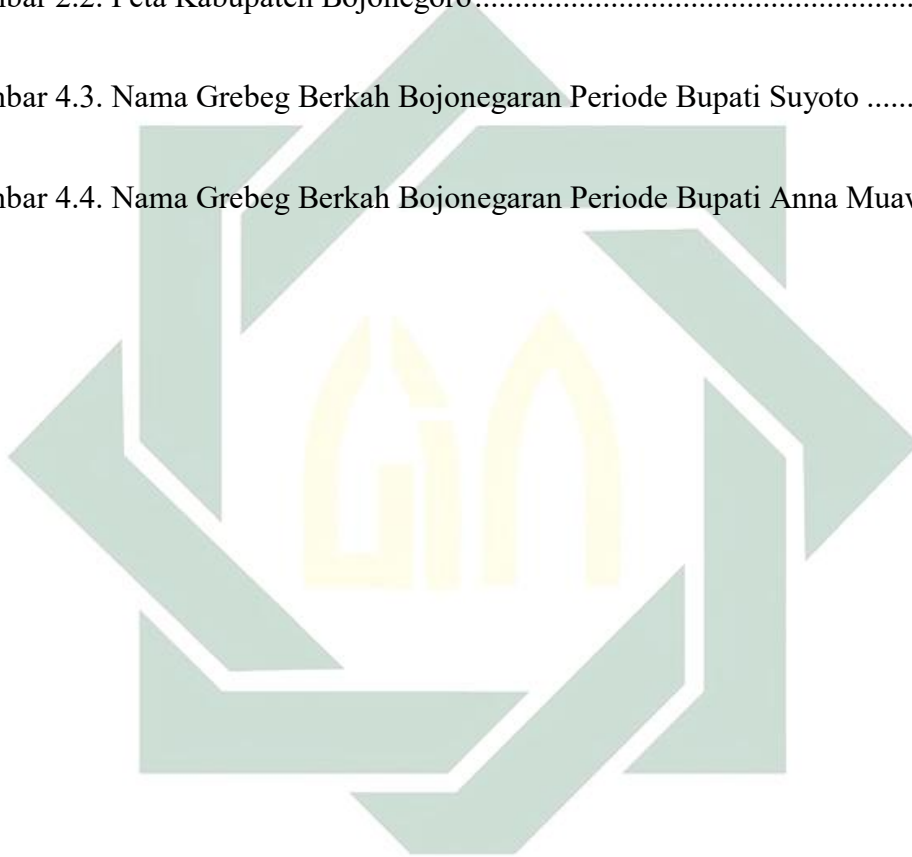 mbar 2.2. Peta Kabupaten Bojonegoro..........................................................
mbar 4.3. Nama Grebeg Berkah Bojonegaran Periode Bupati Suyoto ......
mbar 4.4. Nama Grebeg Berkah Bojonegaran Periode Bupati Anna Muaw